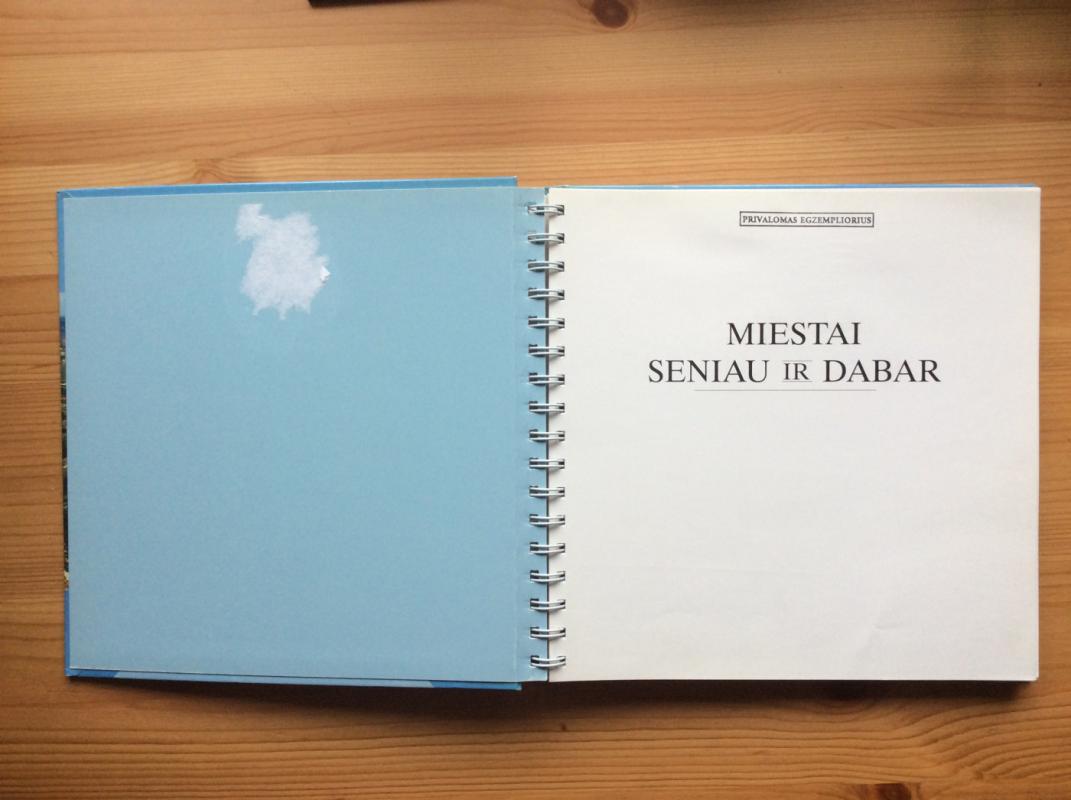 PRIVALOMAS EGZEMPLIORIUS
MIESTAI
SENIAU IR DABAR